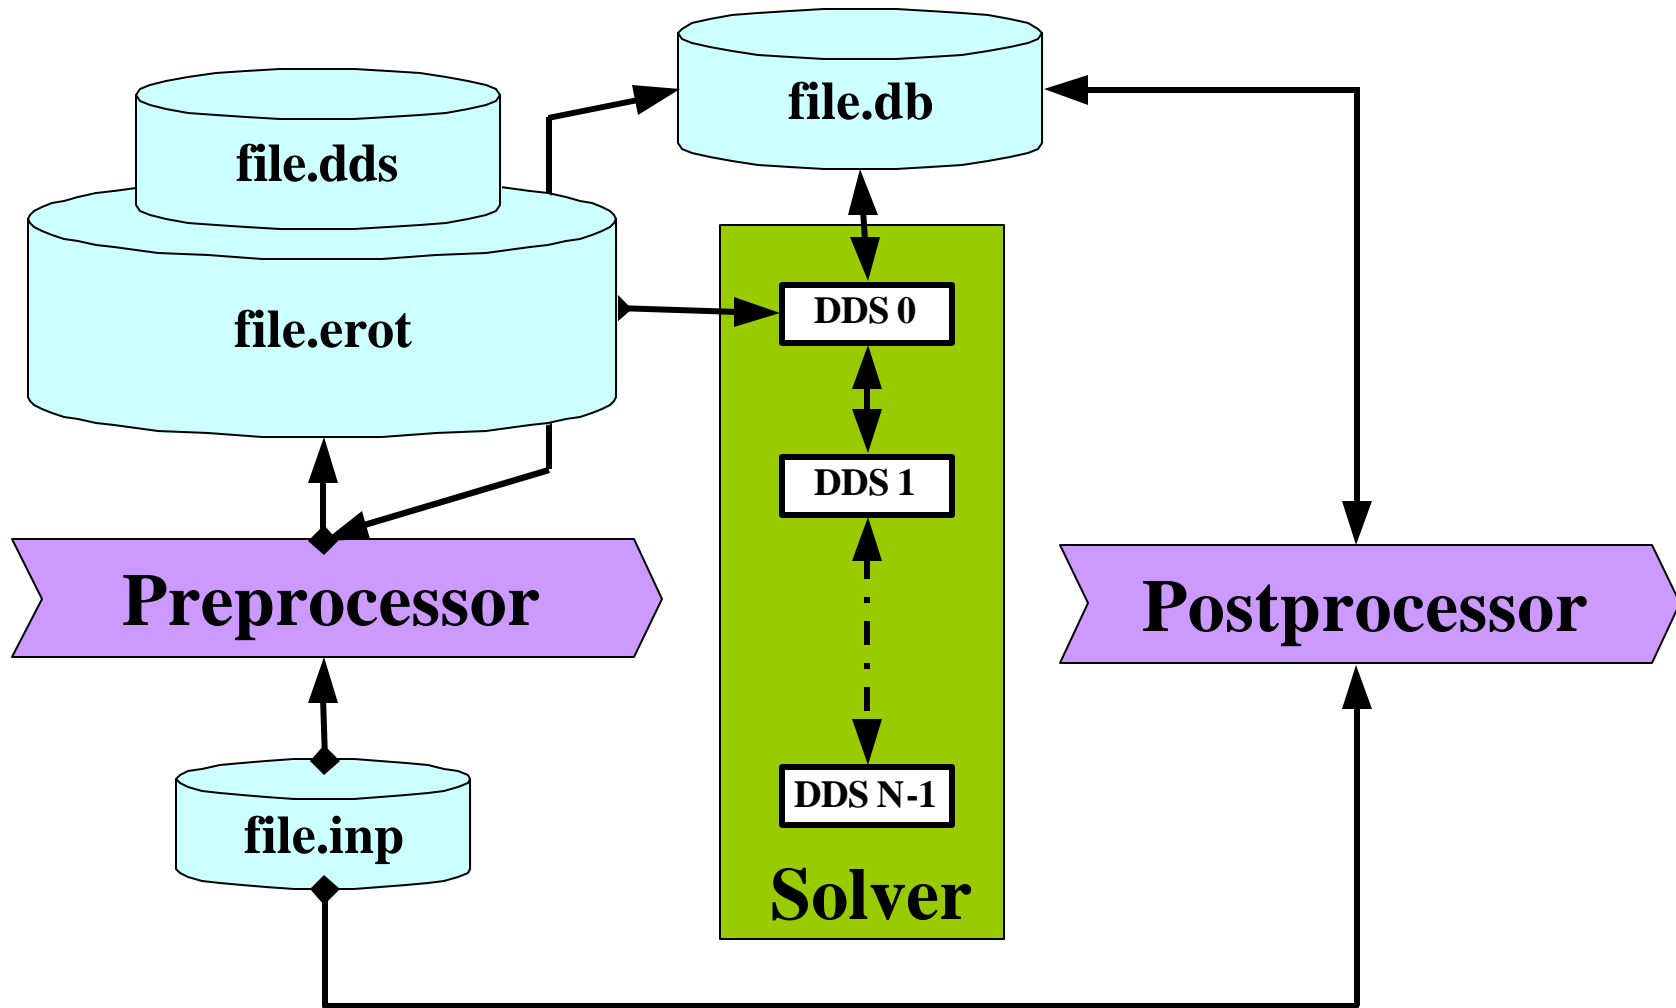 file.db
file.dds
file.erot
DDS 0
DDS 1
Preprocessor
Postprocessor
DDS N-1
file.inp
Solver